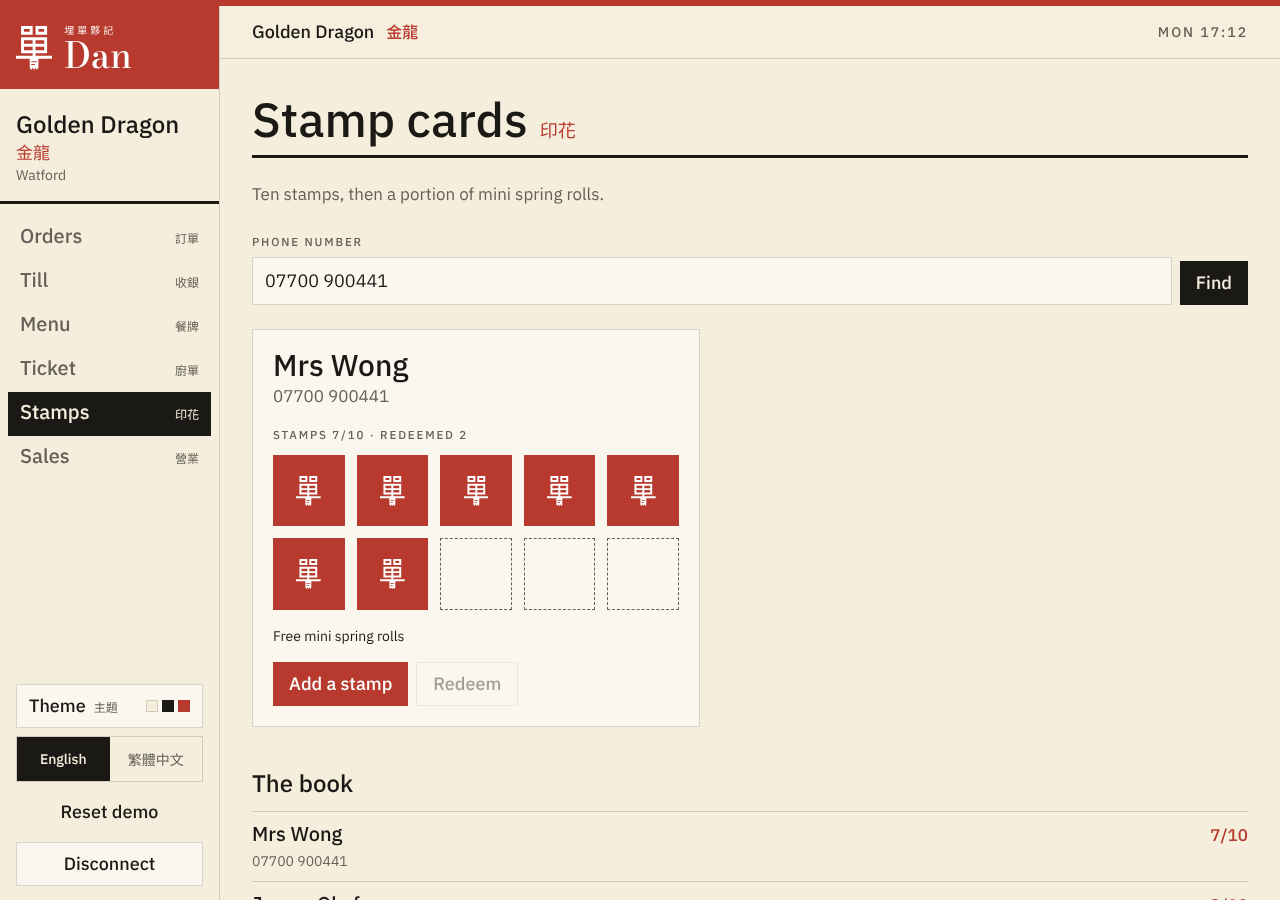 單
埋單夥記
Dan
Golden Dragon
金龍
Watford
Orders 訂單
Till 收銀
Menu 餐牌
Ticket 廚單
Stamps 印花
Sales 營業
Theme 主題
English 繁體中文
Reset demo
Disconnect
Golden Dragon 金龍
MON 17:12
Stamp cards 印花
Ten stamps, then a portion of mini spring rolls.
PHONE NUMBER
07700 900441
Find
Mrs Wong
07700 900441
STAMPS 7/10 · REDEEMED 2
單 單 單 單 單
單 單
Free mini spring rolls
Add a stamp
Redeem
The book
Mrs Wong
7/10
07700 900441